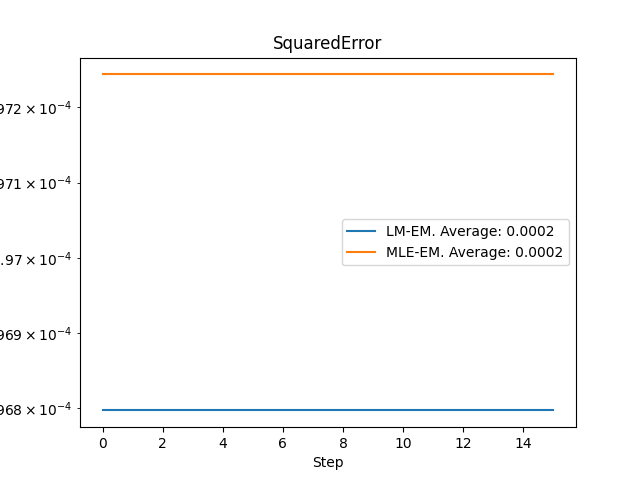 SquaredError
972 × 10⁻⁴
971 × 10⁻⁴
.97 × 10⁻⁴
969 × 10⁻⁴
968 × 10⁻⁴
LM-EM. Average: 0.0002
MLE-EM. Average: 0.0002
0 2 4 6 8 10 12 14
Step